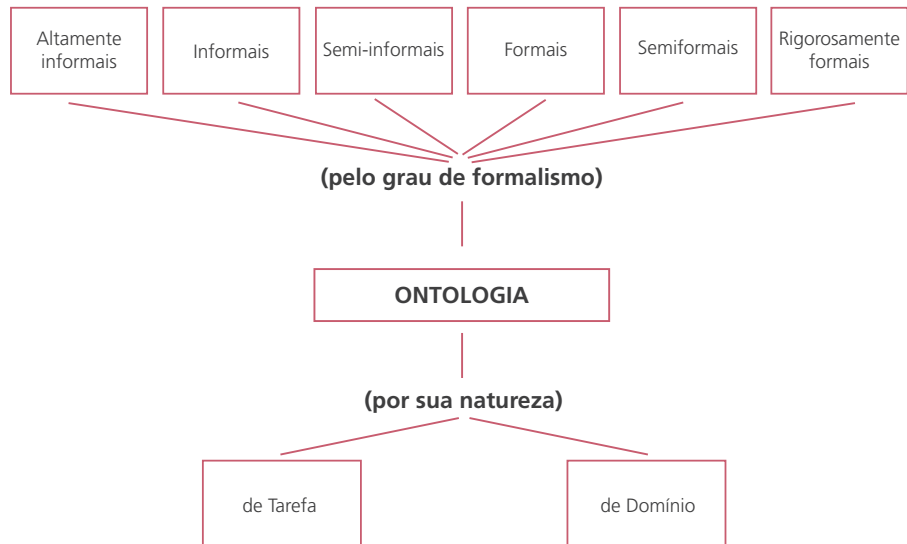 Altamente
informais
Informais
Semi-informais
Formais
Semiformais
Rigorosamente
formais
(pelo grau de formalismo)
ONTOLOGIA
(por sua natureza)
de Tarefa
de Domínio